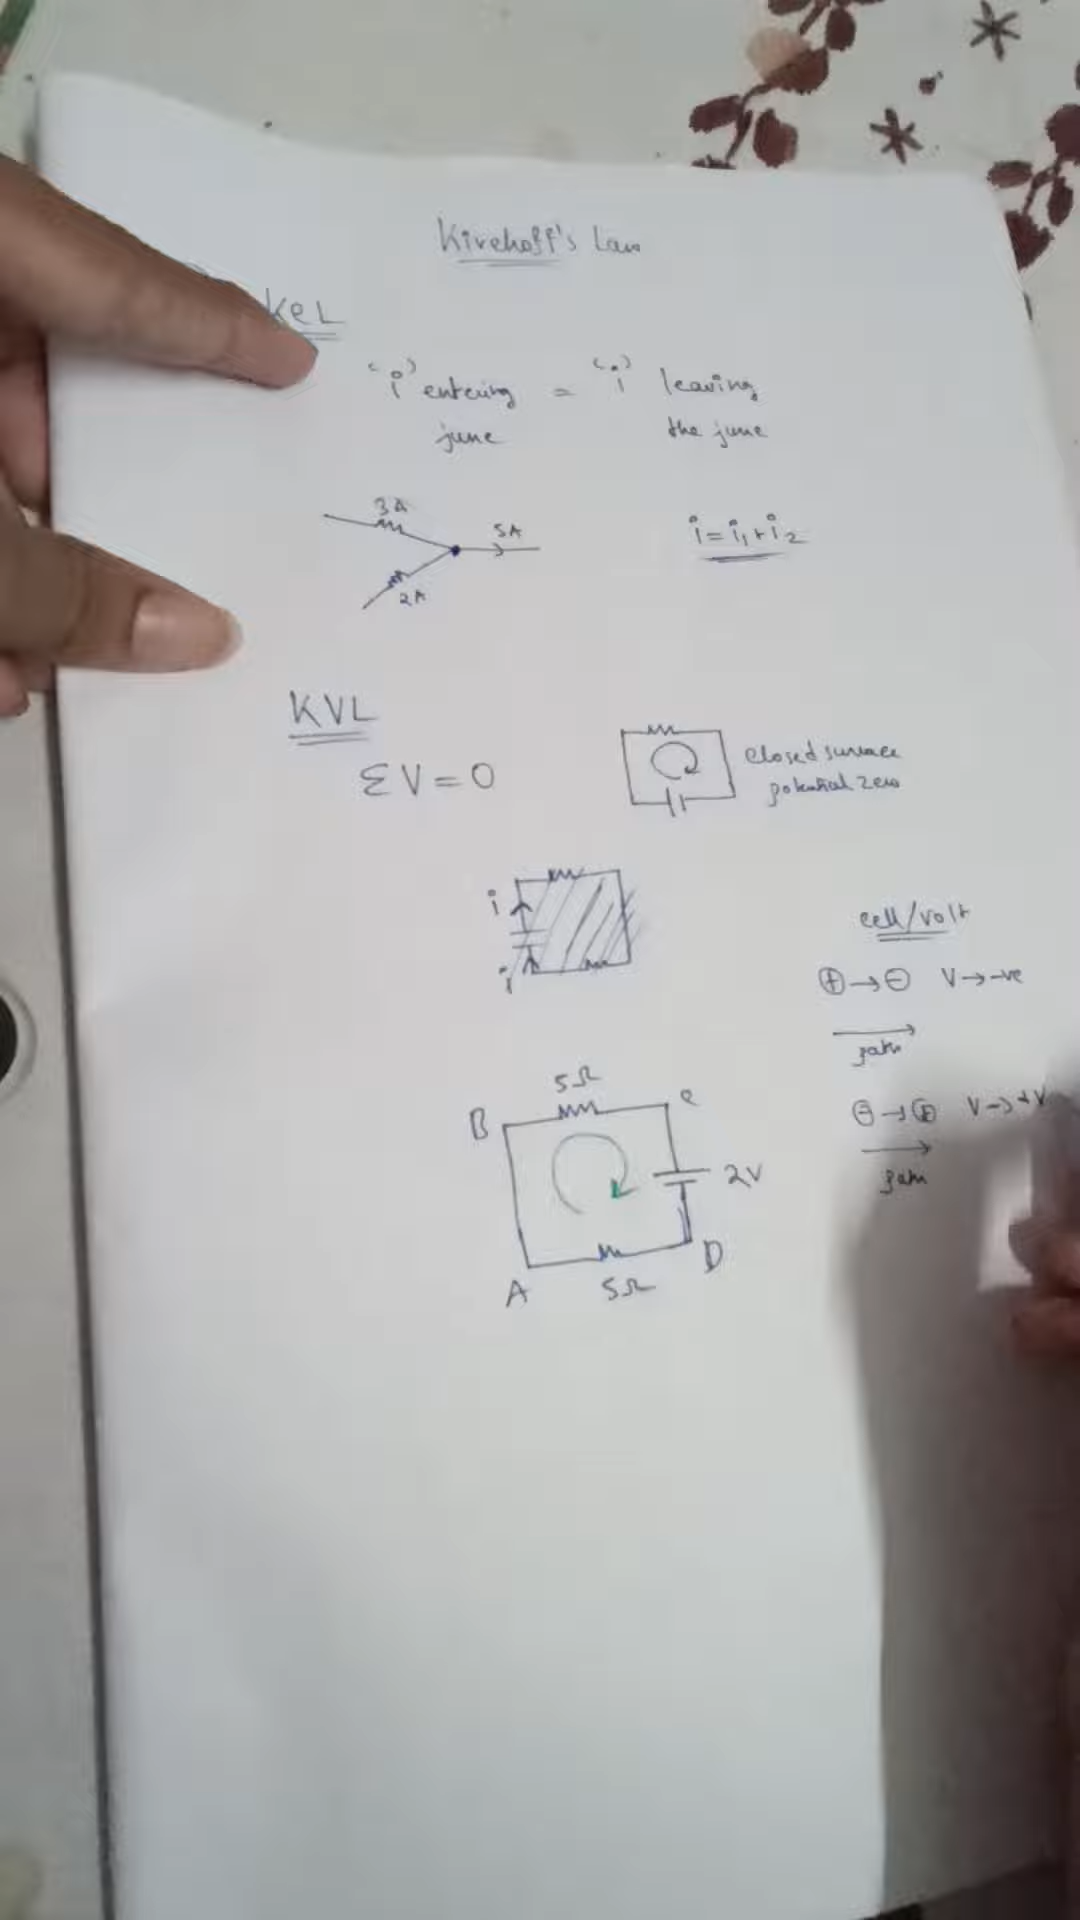 Kirchoff's Law
KCL
"i" entering = "i" leaving
junc the junc
3A
5A
i = i₁ + i₂
2A
KVL
ΣV = 0
closed surface
potential zero
i
cell/volt
i
⊕→⊖ V→-ve
path
5Ω
B C
⊖→⊕ V→+V
2V
path
D
A 5Ω